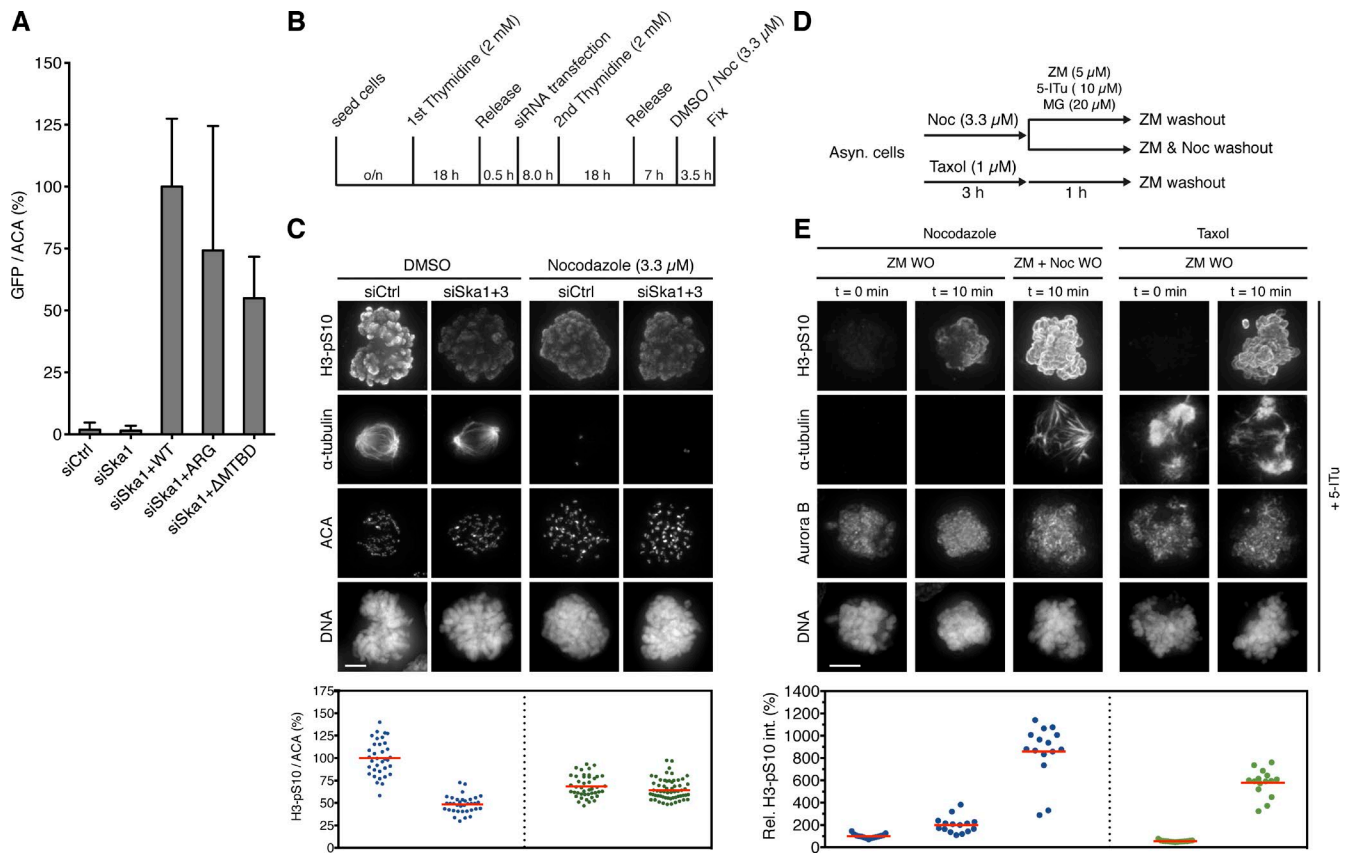 A
GFP / ACA (%)
150
125
100
75
50
25
0
siCtrl
siSka1
siSka1+WT
siSka1+ARG
siSka1+ΔMTBD
B
seed cells
1st Thymidine (2 mM)
Release
siRNA transfection
2nd Thymidine (2 mM)
Release
DMSO / Noc (3.3 µM)
Fix
o/n 18 h 0.5 h 8.0 h 18 h 7 h 3.5 h
C
DMSO Nocodazole (3.3 µM)
siCtrl siSka1+3 siCtrl siSka1+3
H3-pS10
α-tubulin
ACA
DNA
H3-pS10 / ACA (%)
175
150
125
100
75
50
25
0
D
ZM (5 µM)
5-ITu ( 10 µM)
MG (20 µM)
Noc (3.3 µM)
ZM washout
Asyn. cells
ZM & Noc washout
Taxol (1 µM)
ZM washout
3 h 1 h
E
Nocodazole Taxol
ZM WO ZM + Noc WO ZM WO
t = 0 min t = 10 min t = 10 min t = 0 min t = 10 min
H3-pS10
α-tubulin
Aurora B
DNA
+ 5-ITu
Rel. H3-pS10 int. (%)
1400
1200
1000
800
600
400
200
0